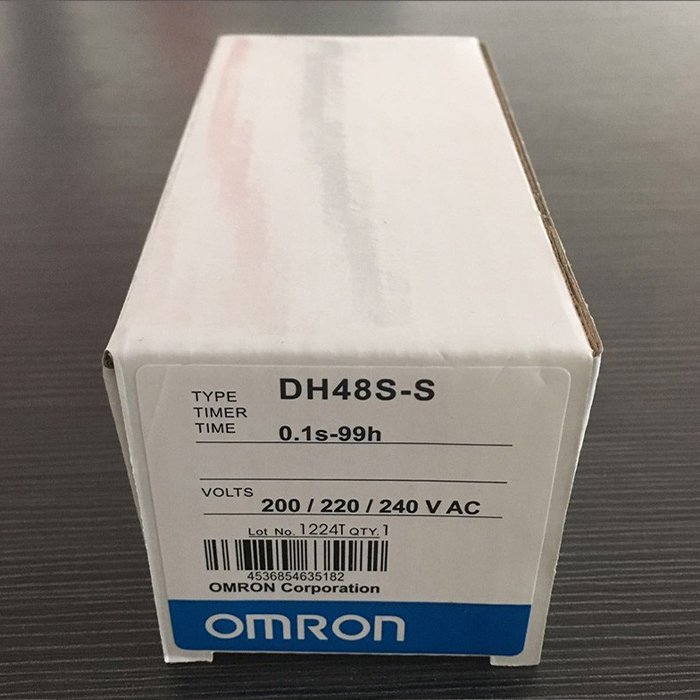 TYPE DH48S-S
TIMER
TIME 0.1s-99h
VOLTS 200 / 220 / 240 V AC
Lot No. 1224T QTY. 1
4536854635182
OMRON Corporation
OMRON